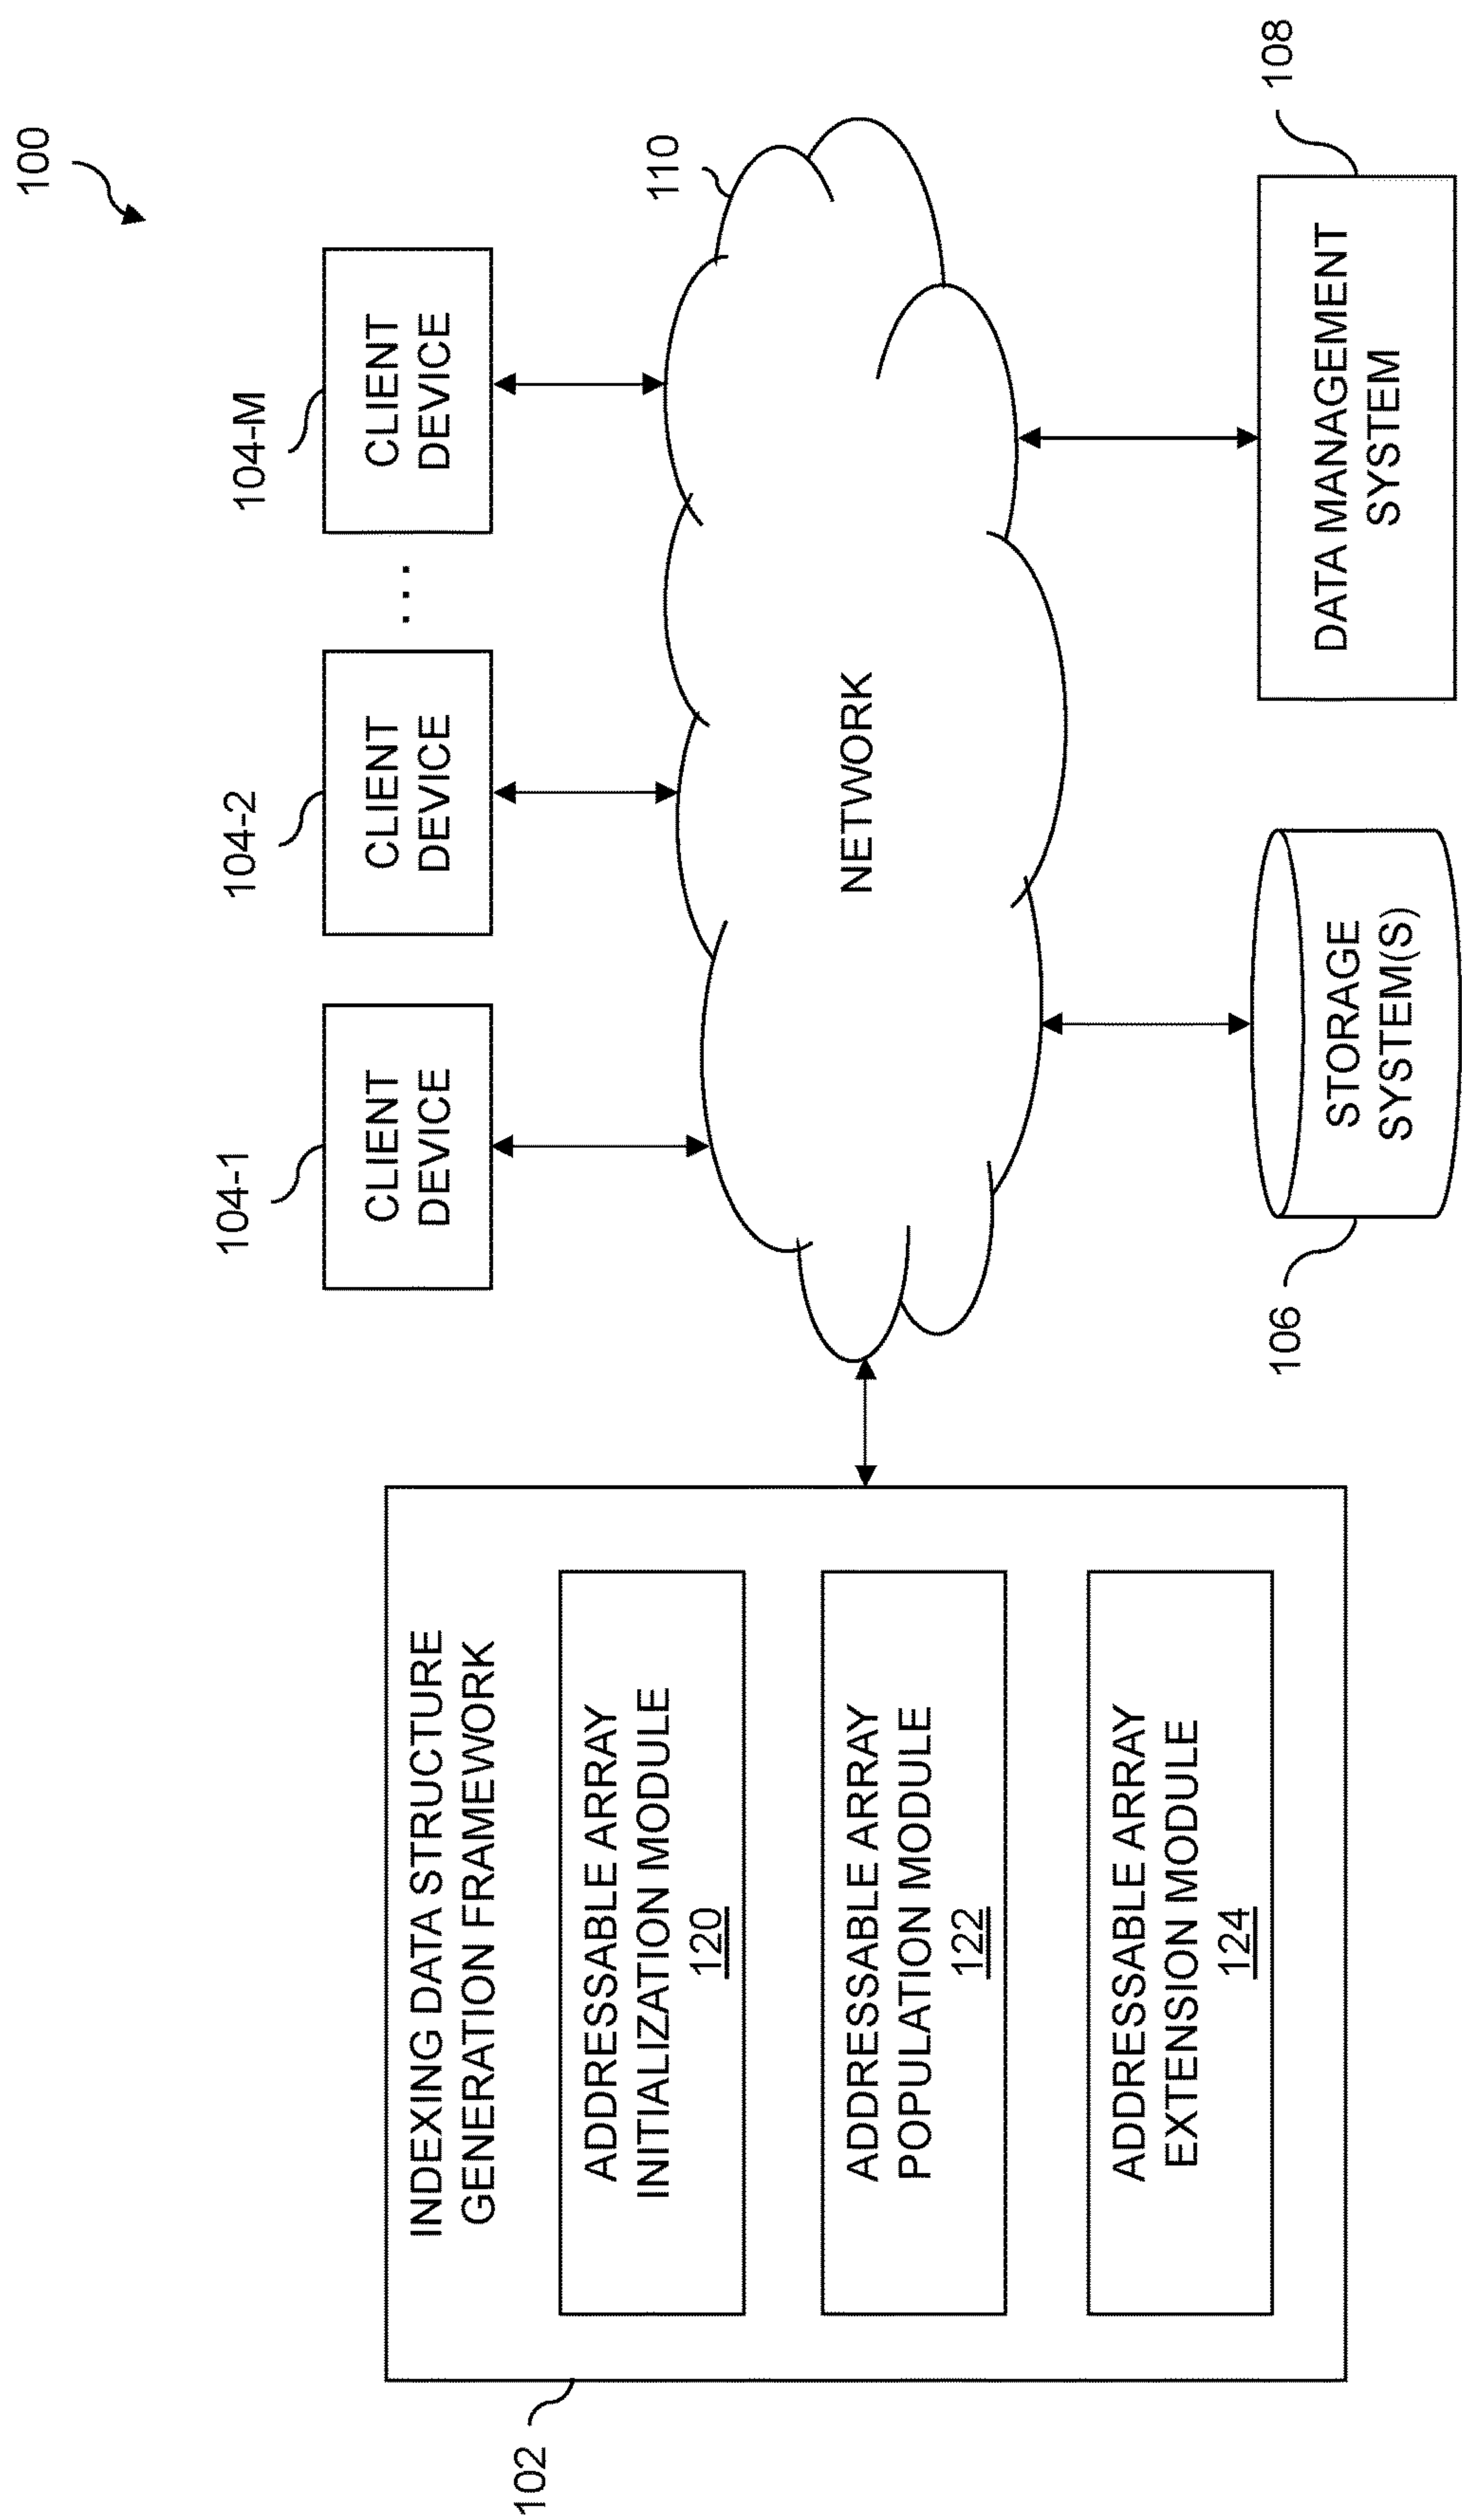 100
104-1
104-2
104-M
CLIENT
DEVICE
CLIENT
DEVICE
...
CLIENT
DEVICE
110
NETWORK
102
INDEXING DATA STRUCTURE
GENERATION FRAMEWORK
ADDRESSABLE ARRAY
INITIALIZATION MODULE
120
ADDRESSABLE ARRAY
POPULATION MODULE
122
ADDRESSABLE ARRAY
EXTENSION MODULE
124
106
STORAGE
SYSTEM(S)
108
DATA MANAGEMENT
SYSTEM